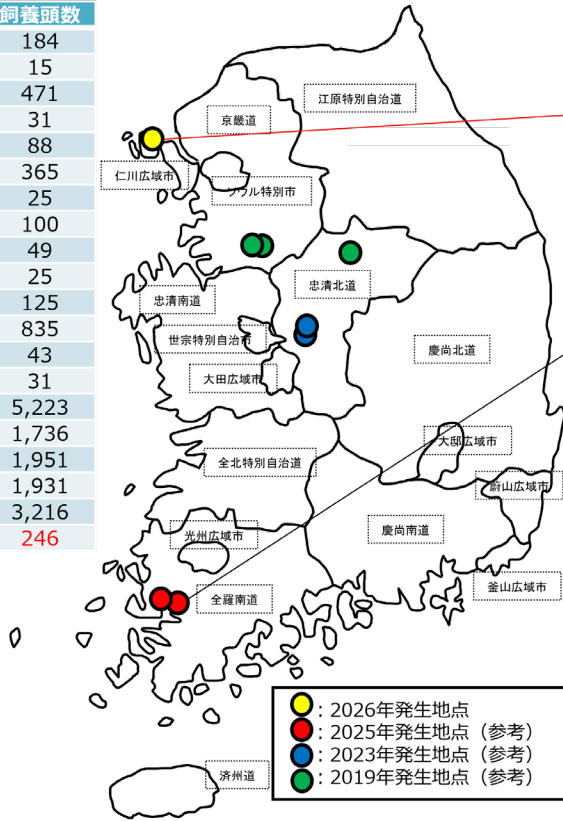 飼養頭数
184
15
471
31
88
365
25
100
49
25
125
835
43
31
5,223
1,736
1,951
1,931
3,216
246
江原特別自治道
京畿道
仁川広域市
ソウル特別市
忠清北道
忠清南道
世宗特別自治市
大田広域市
慶尚北道
大邱広域市
全北特別自治道
蔚山広域市
光州広域市
慶尚南道
釜山広域市
全羅南道
済州道
：2026年発生地点
：2025年発生地点（参考）
：2023年発生地点（参考）
：2019年発生地点（参考）